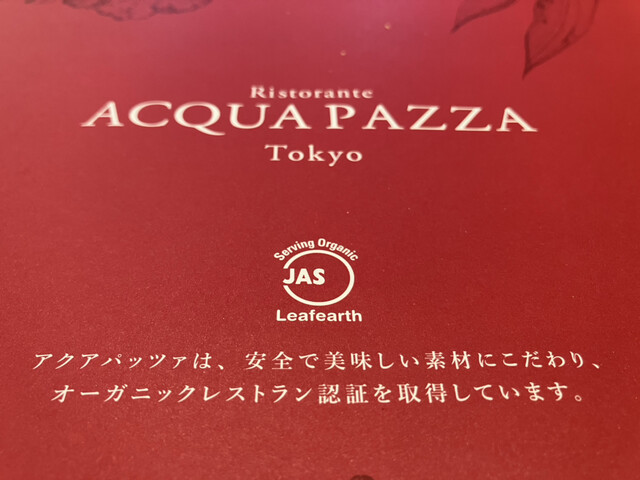 Ristorante
ACQUA PAZZA
Tokyo
Serving Organic
JAS
Leafearth
アクアパッツァは、安全で美味しい素材にこだわり、
オーガニックレストラン認証を取得しています。